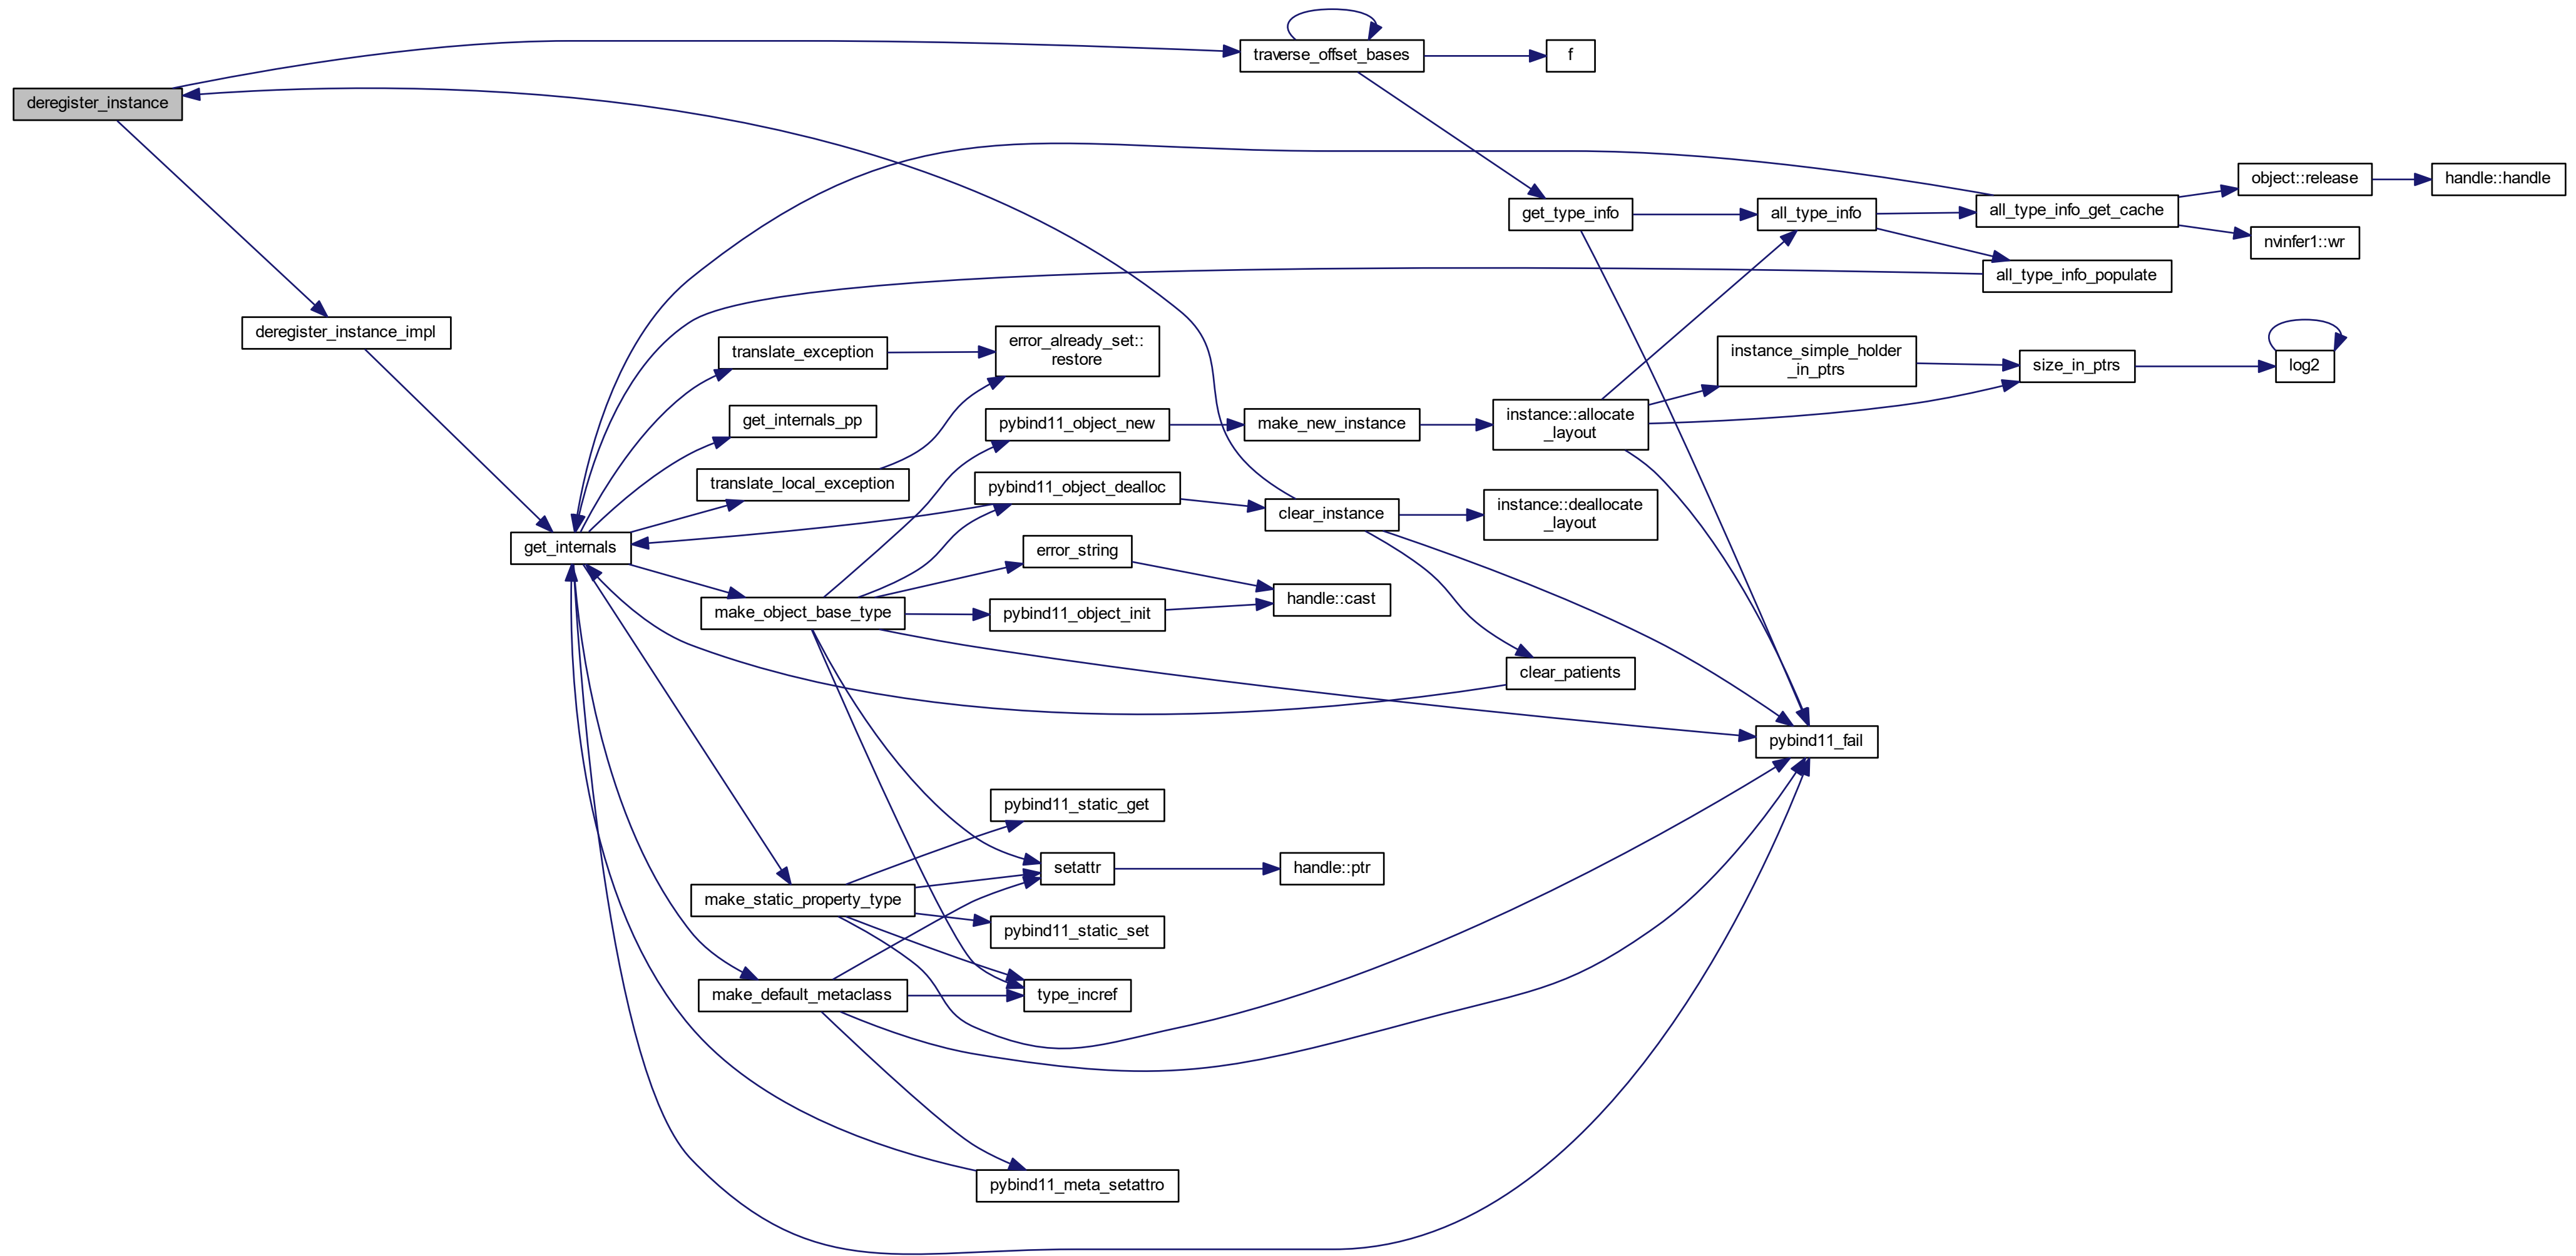 traverse_offset_bases
f
deregister_instance
object::release
handle::handle
get_type_info
all_type_info
all_type_info_get_cache
nvinfer1::wr
all_type_info_populate
deregister_instance_impl
translate_exception
error_already_set::
restore
instance_simple_holder
_in_ptrs
size_in_ptrs
log2
get_internals_pp
pybind11_object_new
make_new_instance
instance::allocate
_layout
translate_local_exception
pybind11_object_dealloc
clear_instance
instance::deallocate
_layout
get_internals
error_string
make_object_base_type
pybind11_object_init
handle::cast
clear_patients
pybind11_fail
pybind11_static_get
setattr
handle::ptr
make_static_property_type
pybind11_static_set
make_default_metaclass
type_incref
pybind11_meta_setattro